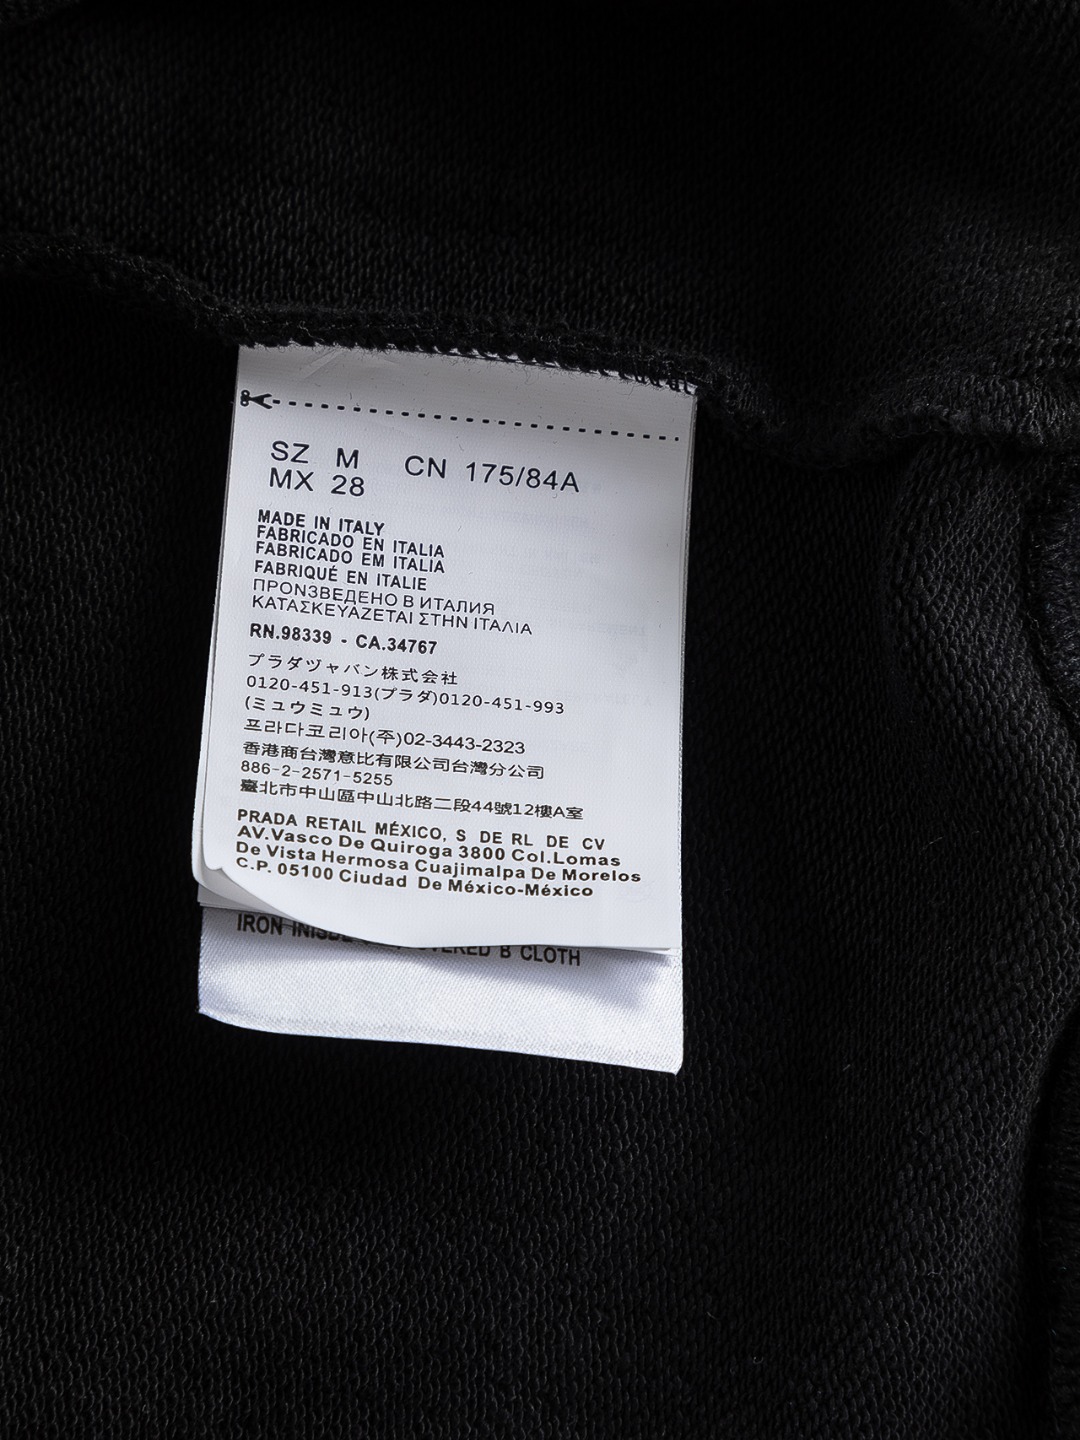 SZ M CN 175/84A
MX 28
MADE IN ITALY
FABRICADO EN ITALIA
FABRICADO EM ITALIA
FABRIQUÉ EN ITALIE
ПРОNЗВЕДЕНО В ИТАЛИЯ
ΚΑΤΑΣΚΕΥΑΖΕΤΑΙ ΣΤΗΝ ΙΤΑΛΙΑ
RN.98339 - CA.34767
プラダヅャバン株式会社
0120-451-913(プラダ)0120-451-993
(ミュウミュウ)
프라다코리아(주)02-3443-2323
香港商台灣意比有限公司台灣分公司
886-2-2571-5255
臺北市中山區中山北路二段44號12樓A室
PRADA RETAIL MÉXICO, S DE RL DE CV
AV.Vasco De Quiroga 3800 Col.Lomas
De Vista Hermosa Cuajimalpa De Morelos
C.P. 05100 Ciudad De México-México
IRON B CLOTH